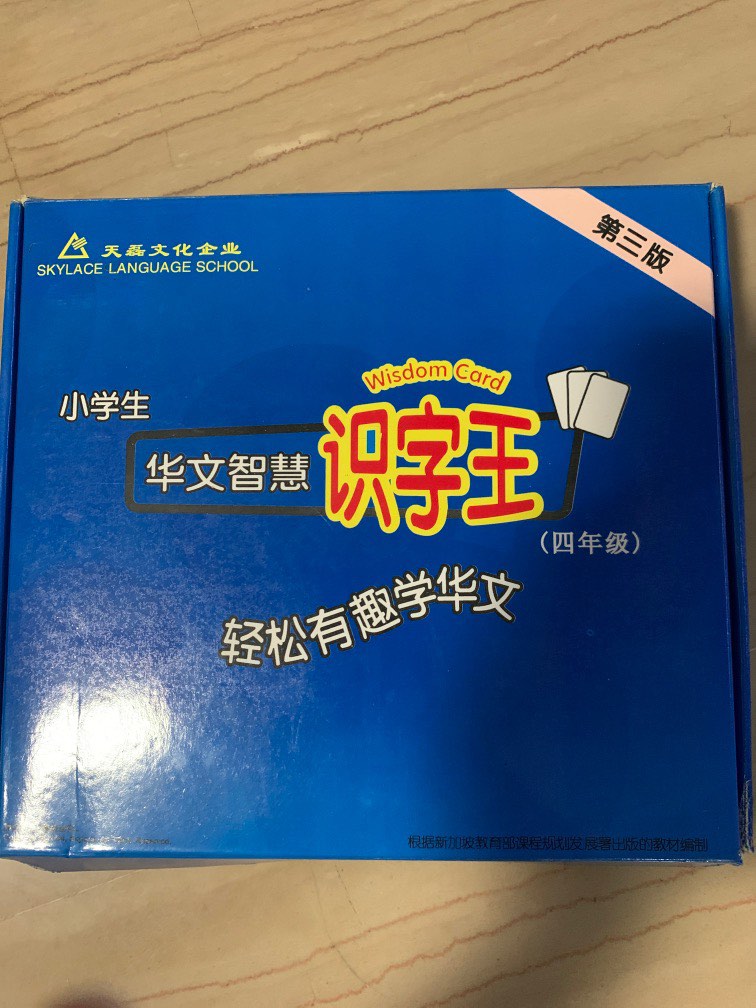 天磊文化企业
SKYLACE LANGUAGE SCHOOL
第三版
Wisdom Card
小学生
华文智慧
识字王
(四年级)
轻松有趣学华文
根据新加坡教育部课程规划发展署出版的教材编制